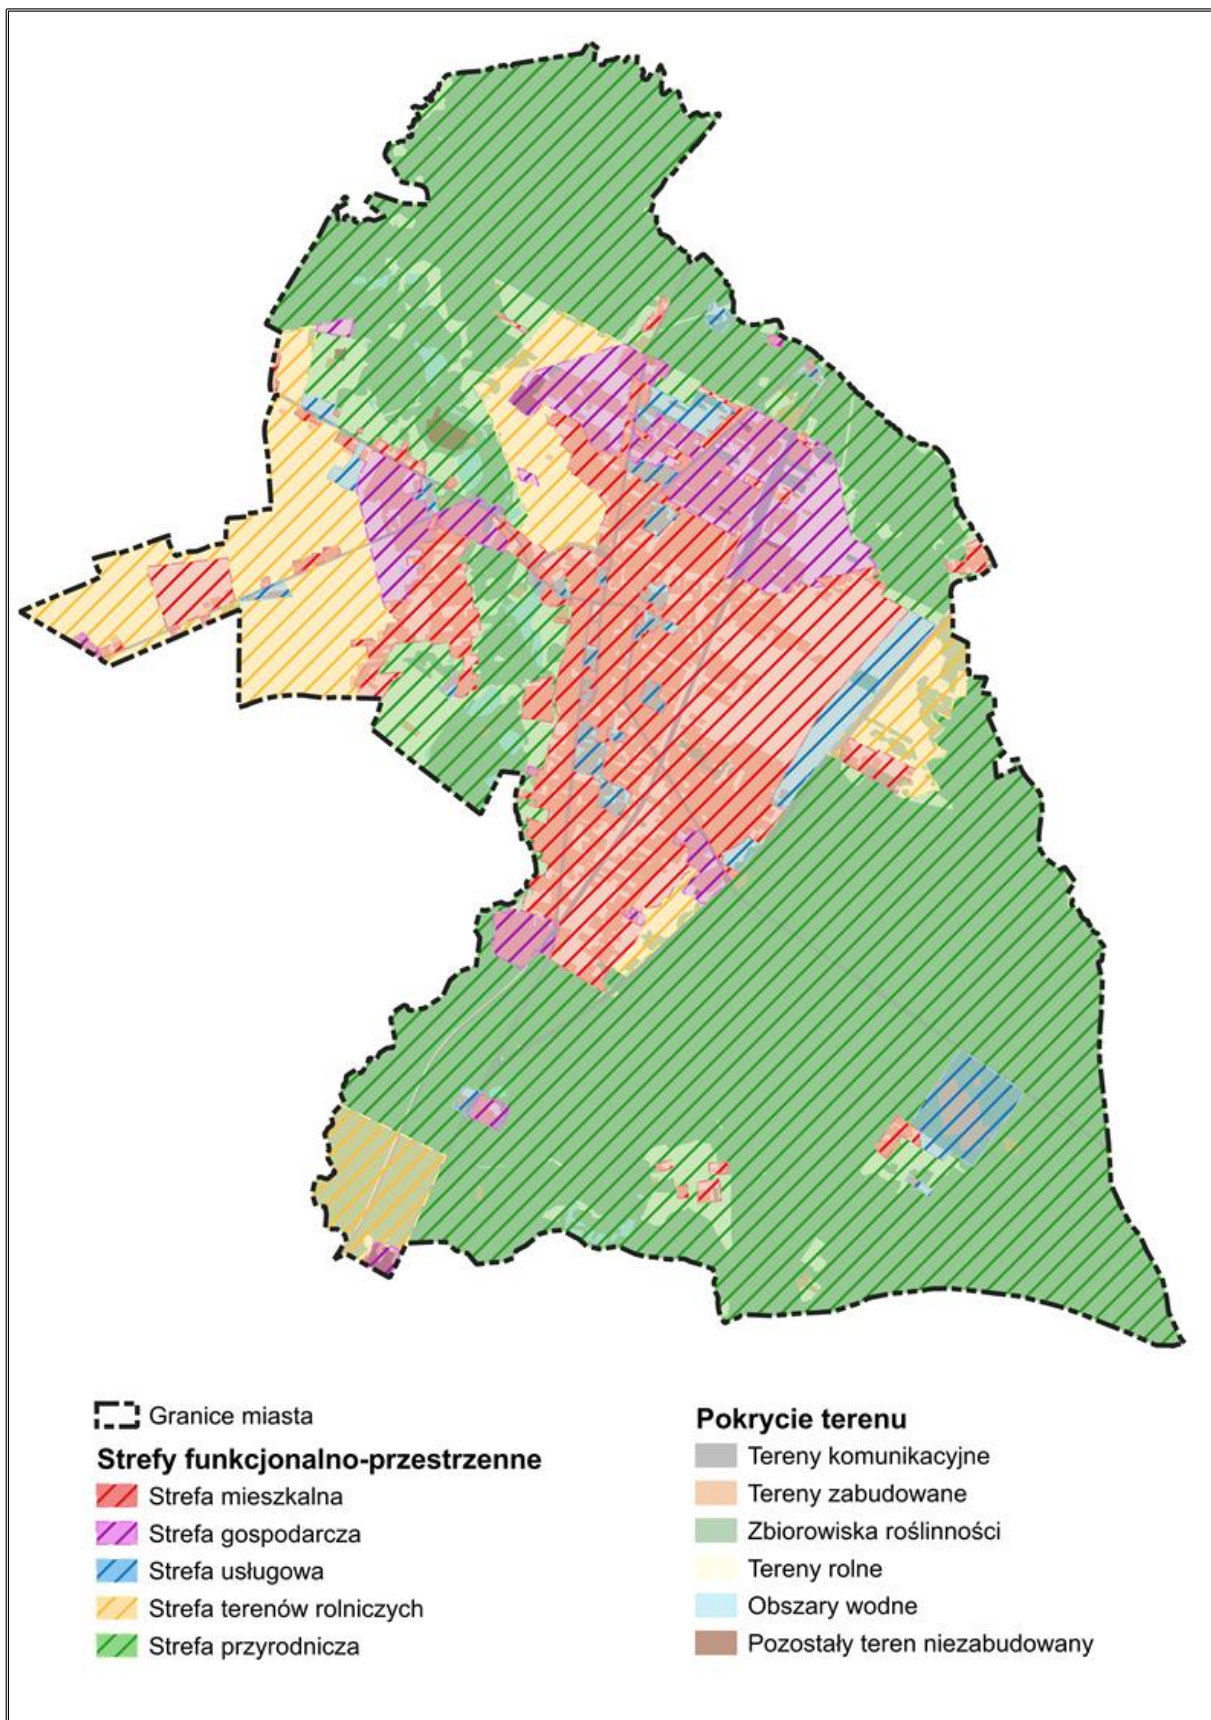 Granice miasta
Strefy funkcjonalno-przestrzenne
Strefa mieszkalna
Strefa gospodarcza
Strefa usługowa
Strefa terenów rolniczych
Strefa przyrodnicza
Pokrycie terenu
Tereny komunikacyjne
Tereny zabudowane
Zbiorowiska roślinności
Tereny rolne
Obszary wodne
Pozostały teren niezabudowany